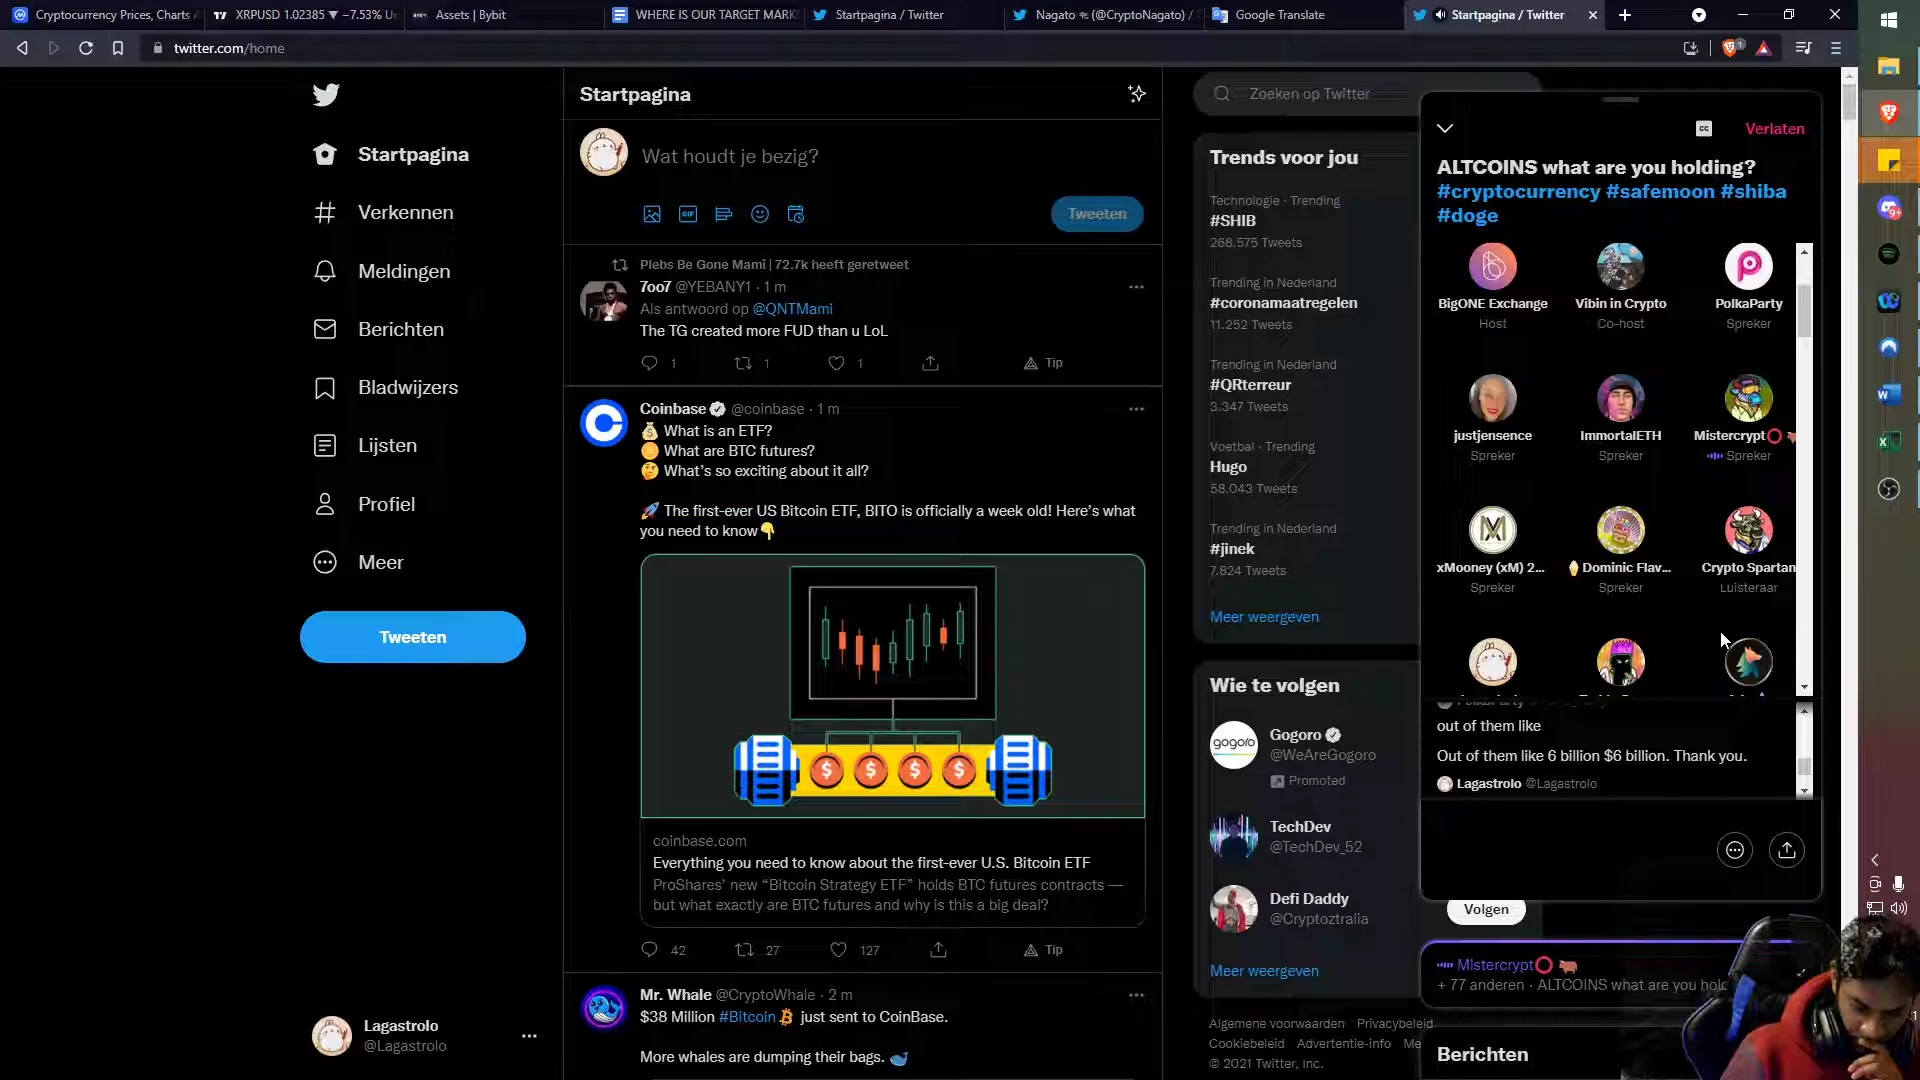 Cryptocurrency Prices, Charts
XRPUSD 1.02385 ▼ −7.53%
Assets | Bybit
WHERE IS OUR TARGET MARK
Startpagina / Twitter
Nagato (@CryptoNagato) /
Google Translate
Startpagina / Twitter
twitter.com/home
Startpagina
Verkennen
Meldingen
Berichten
Bladwijzers
Lijsten
Profiel
Meer
Tweeten
Lagastrolo
@Lagastrolo
Startpagina
Wat houdt je bezig?
GIF
Tweeten
Plebs Be Gone Mami | 72.7k heeft geretweet
7oo7 @YEBANY1 · 1 m
Als antwoord op @QNTMami
The TG created more FUD than u LoL
1 1 1 Tip
Coinbase @coinbase · 1 m
💰 What is an ETF?
🪙 What are BTC futures?
🤔 What's so exciting about it all?
🚀 The first-ever US Bitcoin ETF, BITO is officially a week old! Here's what
you need to know👇
$ $ $ $
coinbase.com
Everything you need to know about the first-ever U.S. Bitcoin ETF
ProShares' new “Bitcoin Strategy ETF” holds BTC futures contracts —
but what exactly are BTC futures and why is this a big deal?
42 27 127 Tip
Mr. Whale @CryptoWhale · 2 m
$38 Million #Bitcoin just sent to CoinBase.
More whales are dumping their bags. 🐋
Zoeken op Twitter
Trends voor jou
Technologie · Trending
#SHIB
268.575 Tweets
Trending in Nederland
#coronamaatregelen
11.252 Tweets
Trending in Nederland
#QRterreur
3.347 Tweets
Voetbal · Trending
Hugo
58.043 Tweets
Trending in Nederland
#jinek
7.824 Tweets
Meer weergeven
Wie te volgen
gogoro
Gogoro
@WeAreGogoro
Promoted
TechDev
@TechDev_52
Defi Daddy
@Cryptoztralia
Meer weergeven
Algemene voorwaarden Privacybeleid
Cookiebeleid Advertentie-info Me
© 2021 Twitter, Inc.
CC
Verlaten
ALTCOINS what are you holding?
#cryptocurrency #safemoon #shiba
#doge
BigONE Exchange Vibin in Crypto PolkaParty
Host Co-host Spreker
justjensence ImmortalETH Mistercrypt
Spreker Spreker Spreker
xMooney (xM) 2... Dominic Flav... Crypto Spartan
Spreker Spreker Luisteraar
out of them like
Out of them like 6 billion $6 billion. Thank you.
Lagastrolo @Lagastrolo
Volgen
Mistercrypt⭕ 🐂
+ 77 anderen · ALTCOINS what are you hold
Berichten
9+